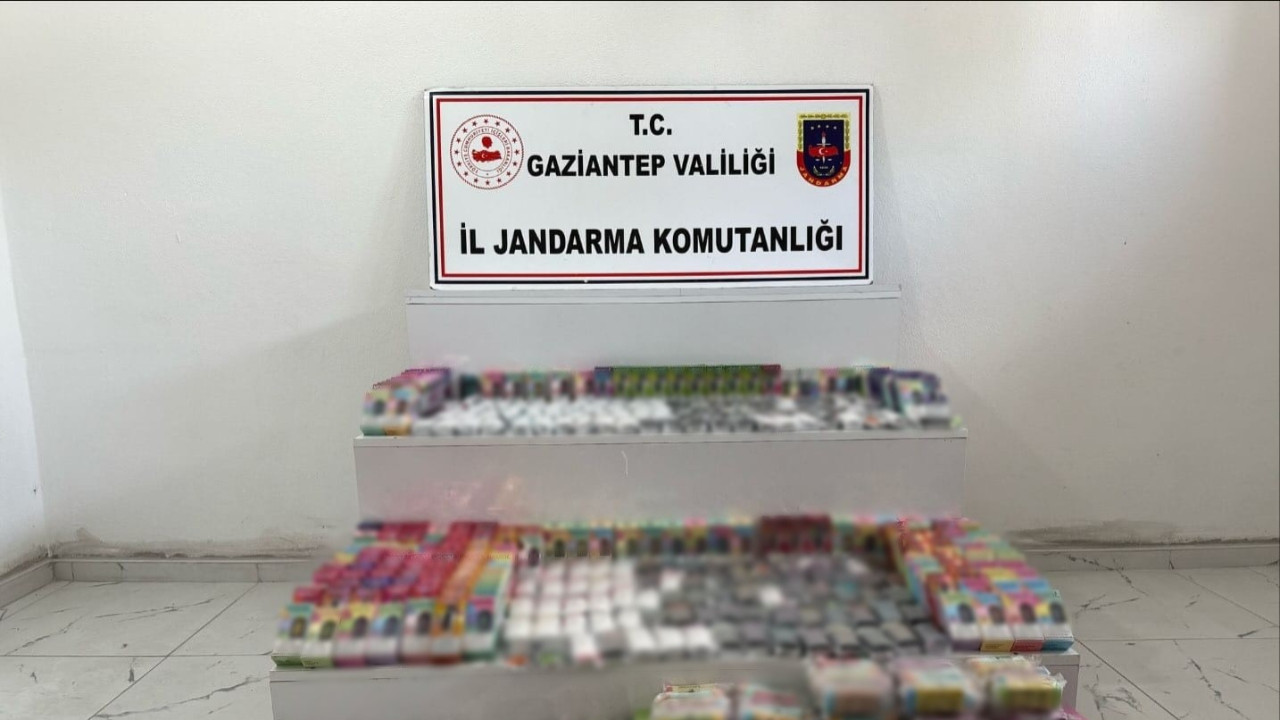 T.C.
GAZİANTEP VALİLİĞİ
İL JANDARMA KOMUTANLIĞI
JANDARMA